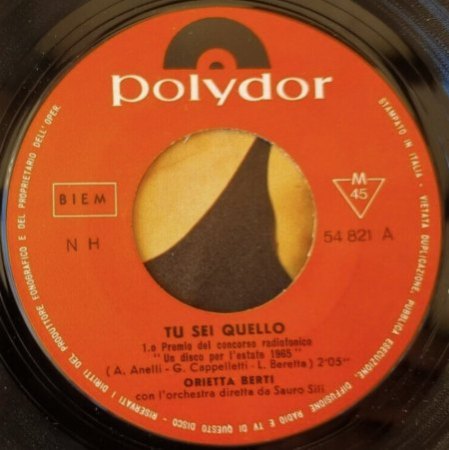 polydor
BIEM
M
45
NH
54 821 A
TU SEI QUELLO
1.o Premio del concorso radiofonico
"Un disco per l'estate 1965"
(A. Anelli - G. Cappelletti - L. Beretta) 2'05"
ORIETTA BERTI
con l'orchestra diretta da Sauro Sili
RISERVATI I DIRITTI DEL PRODUTTORE FONOGRAFICO E DEL PROPRIETARIO DELL'OPER.
STAMPATO IN ITALIA - VIETATA DUPLICAZIONE, PUBBLICA ESECUZIONE, DIFFUSIONE RADIO E TV DI QUESTO DISCO